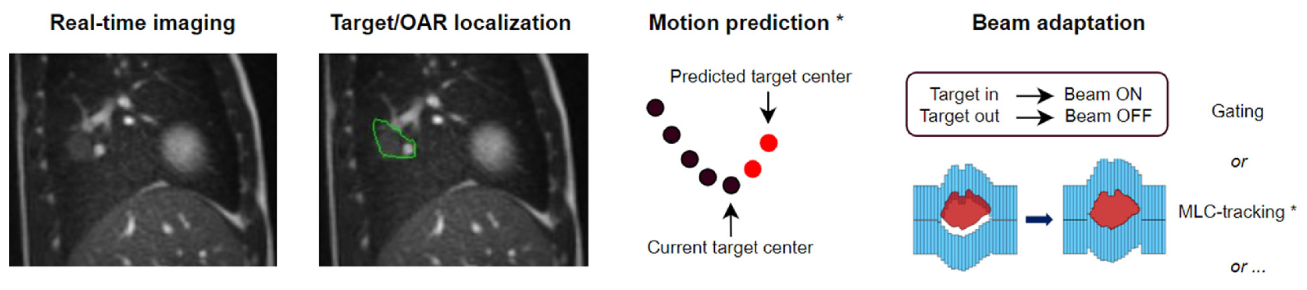 Real-time imaging
Target/OAR localization
Motion prediction *
Beam adaptation
Predicted target center
Current target center
Target in → Beam ON
Target out → Beam OFF
Gating
or
MLC-tracking *
or ...